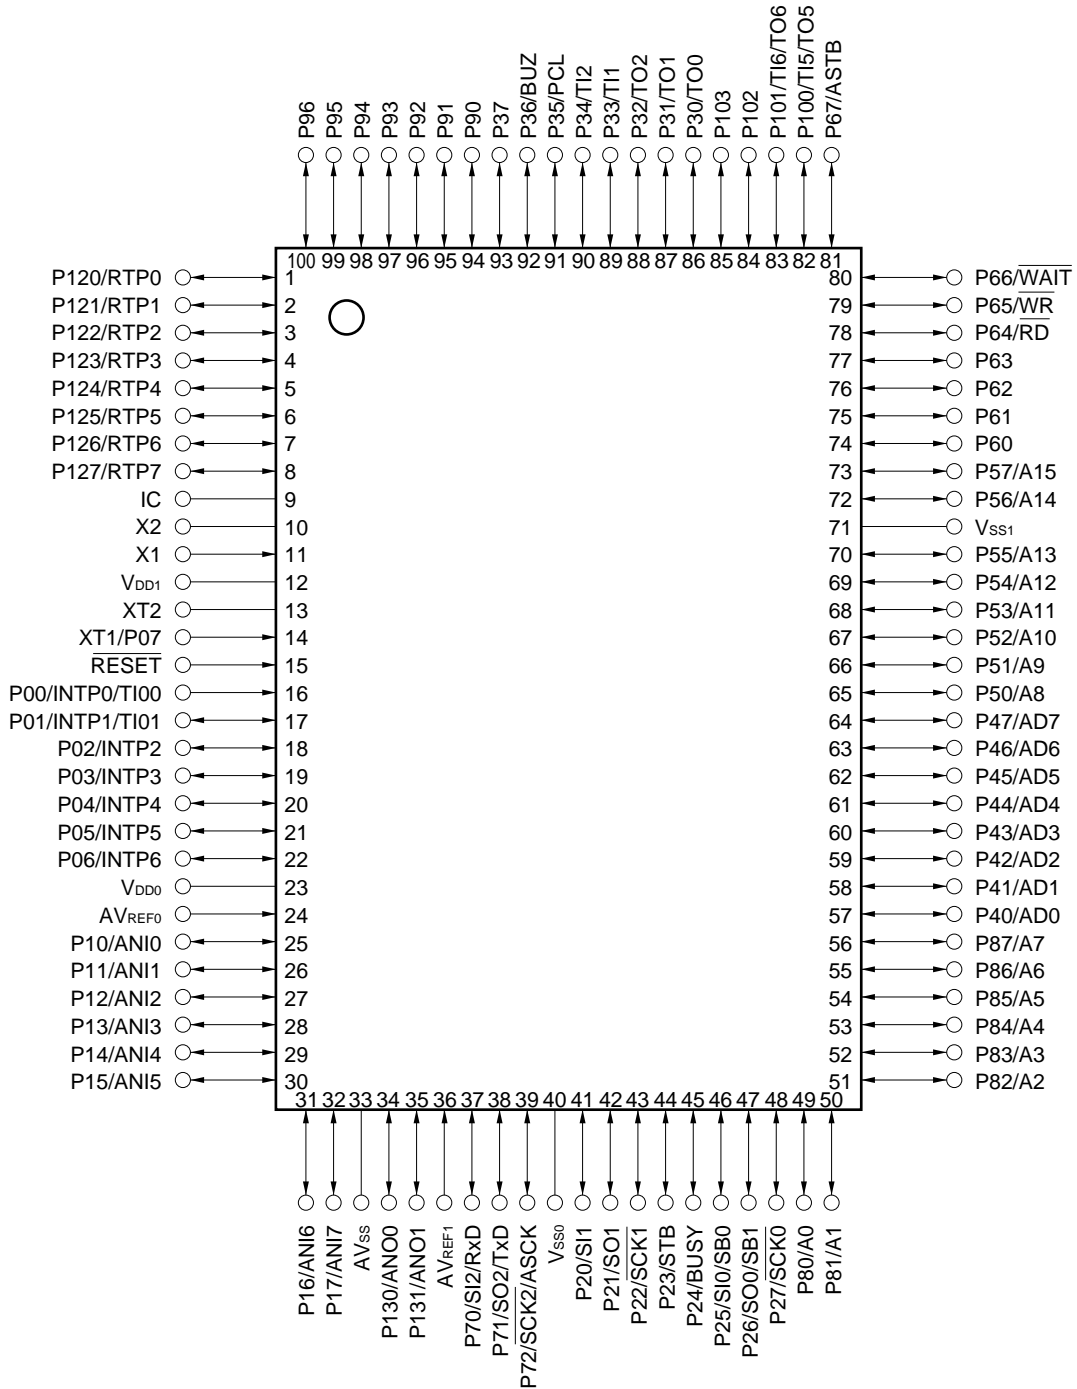 P96
P95
P94
P93
P92
P91
P90
P37
P36/BUZ
P35/PCL
P34/TI2
P33/TI1
P32/TO2
P31/TO1
P30/TO0
P103
P102
P101/TI6/TO6
P100/TI5/TO5
P67/ASTB
100 99 98 97 96 95 94 93 92 91 90 89 88 87 86 85 84 83 82 81
P120/RTP0 1
P121/RTP1 2
P122/RTP2 3
P123/RTP3 4
P124/RTP4 5
P125/RTP5 6
P126/RTP6 7
P127/RTP7 8
IC 9
X2 10
X1 11
VDD1 12
XT2 13
XT1/P07 14
RESET 15
P00/INTP0/TI00 16
P01/INTP1/TI01 17
P02/INTP2 18
P03/INTP3 19
P04/INTP4 20
P05/INTP5 21
P06/INTP6 22
VDD0 23
AVREF0 24
P10/ANI0 25
P11/ANI1 26
P12/ANI2 27
P13/ANI3 28
P14/ANI4 29
P15/ANI5 30
80 P66/WAIT
79 P65/WR
78 P64/RD
77 P63
76 P62
75 P61
74 P60
73 P57/A15
72 P56/A14
71 VSS1
70 P55/A13
69 P54/A12
68 P53/A11
67 P52/A10
66 P51/A9
65 P50/A8
64 P47/AD7
63 P46/AD6
62 P45/AD5
61 P44/AD4
60 P43/AD3
59 P42/AD2
58 P41/AD1
57 P40/AD0
56 P87/A7
55 P86/A6
54 P85/A5
53 P84/A4
52 P83/A3
51 P82/A2
31 32 33 34 35 36 37 38 39 40 41 42 43 44 45 46 47 48 49 50
P16/ANI6
P17/ANI7
AVSS
P130/ANO0
P131/ANO1
AVREF1
P70/SI2/RxD
P71/SO2/TxD
P72/SCK2/ASCK
VSS0
P20/SI1
P21/SO1
P22/SCK1
P23/STB
P24/BUSY
P25/SI0/SB0
P26/SO0/SB1
P27/SCK0
P80/A0
P81/A1